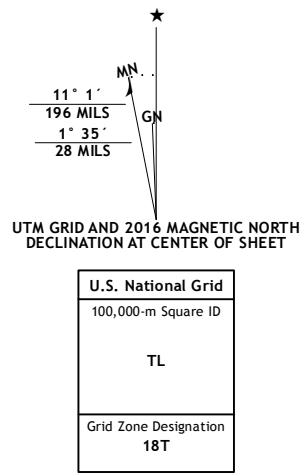 MN
11° 1´
196 MILS
GN
1° 35´
28 MILS
UTM GRID AND 2016 MAGNETIC NORTH
DECLINATION AT CENTER OF SHEET
U.S. National Grid
100,000-m Square ID
TL
Grid Zone Designation
18T